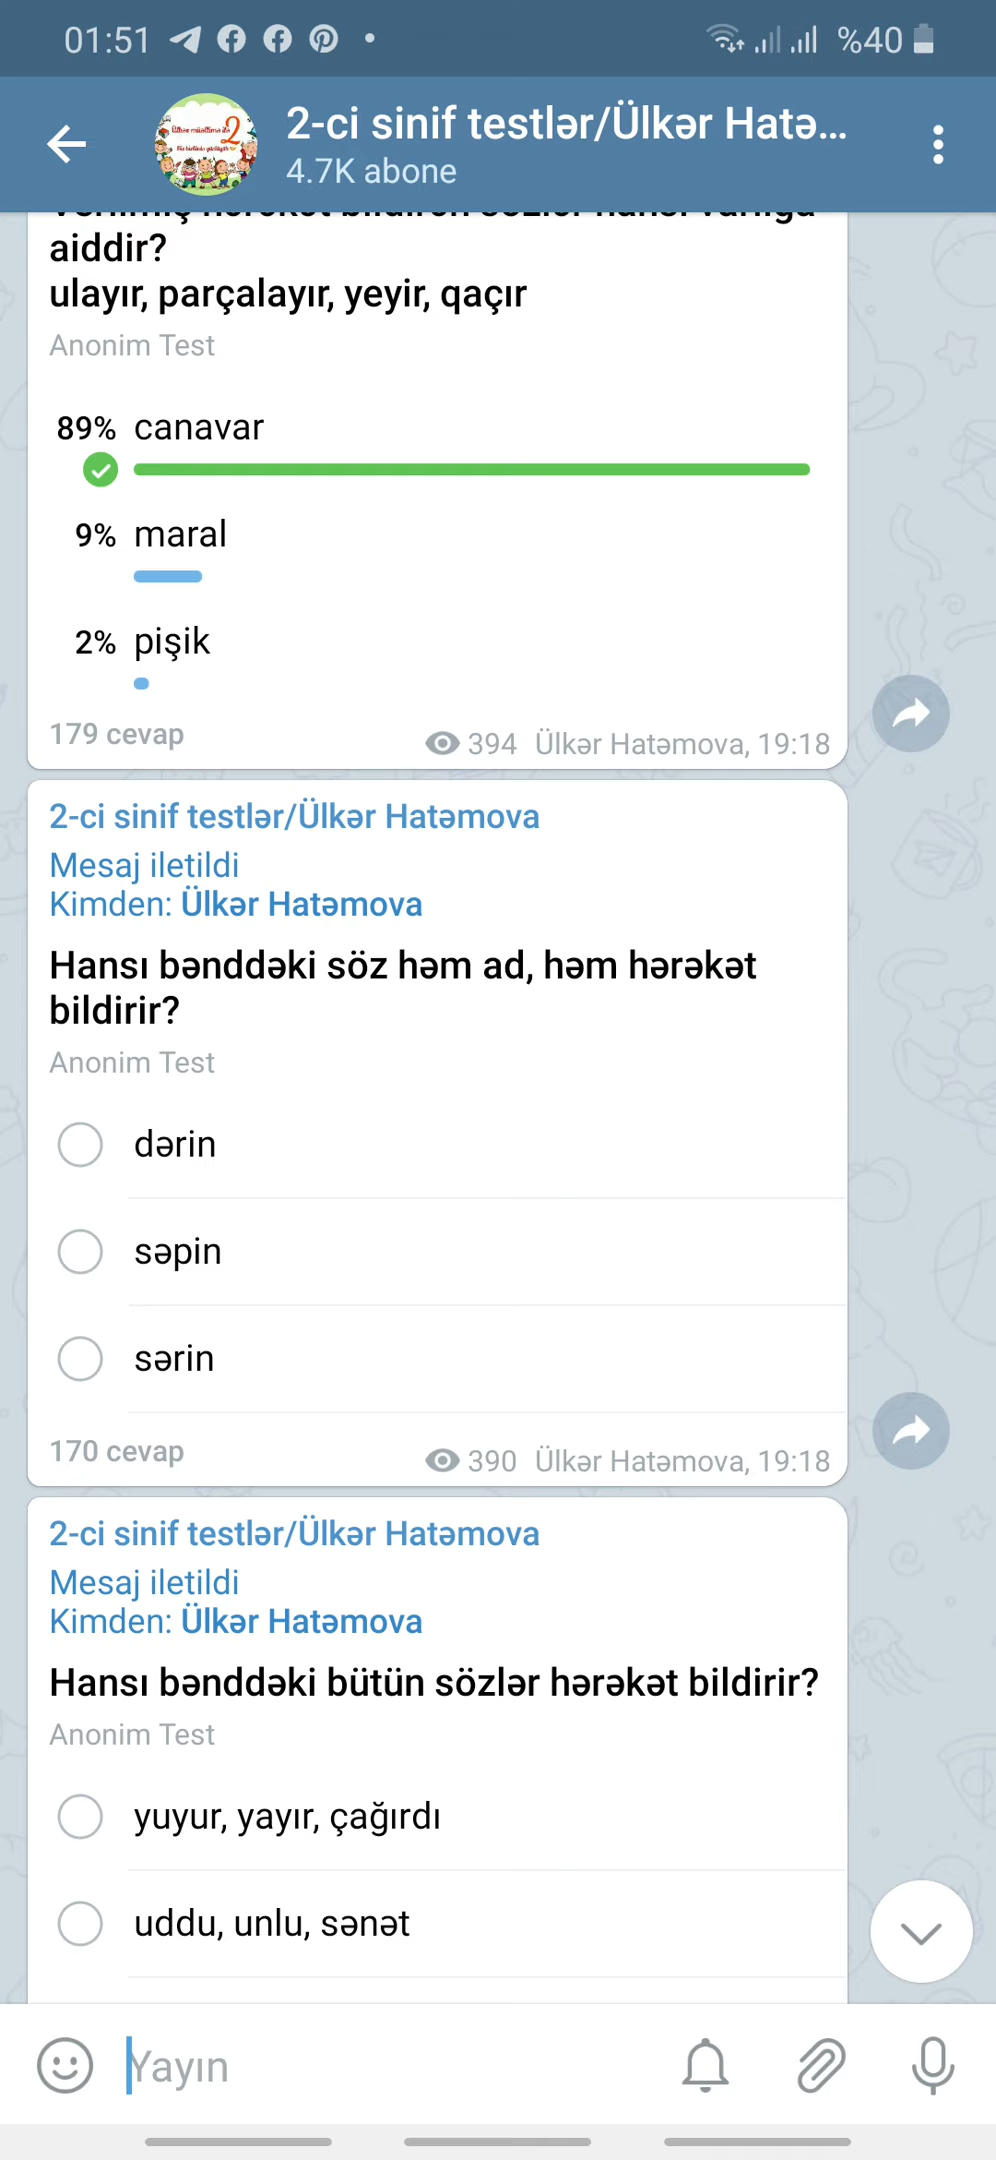 01:51
%40
2-ci sinif testlər/Ülkər Hatə...
4.7K abone
aiddir?
ulayır, parçalayır, yeyir, qaçır
Anonim Test
89% canavar
9% maral
2% pişik
179 cevap
394 Ülkər Hatəmova, 19:18
2-ci sinif testlər/Ülkər Hatəmova
Mesaj iletildi
Kimden: Ülkər Hatəmova
Hansı bənddəki söz həm ad, həm hərəkət
bildirir?
Anonim Test
dərin
səpin
sərin
170 cevap
390 Ülkər Hatəmova, 19:18
2-ci sinif testlər/Ülkər Hatəmova
Mesaj iletildi
Kimden: Ülkər Hatəmova
Hansı bənddəki bütün sözlər hərəkət bildirir?
Anonim Test
yuyur, yayır, çağırdı
uddu, unlu, sənət
Yayın